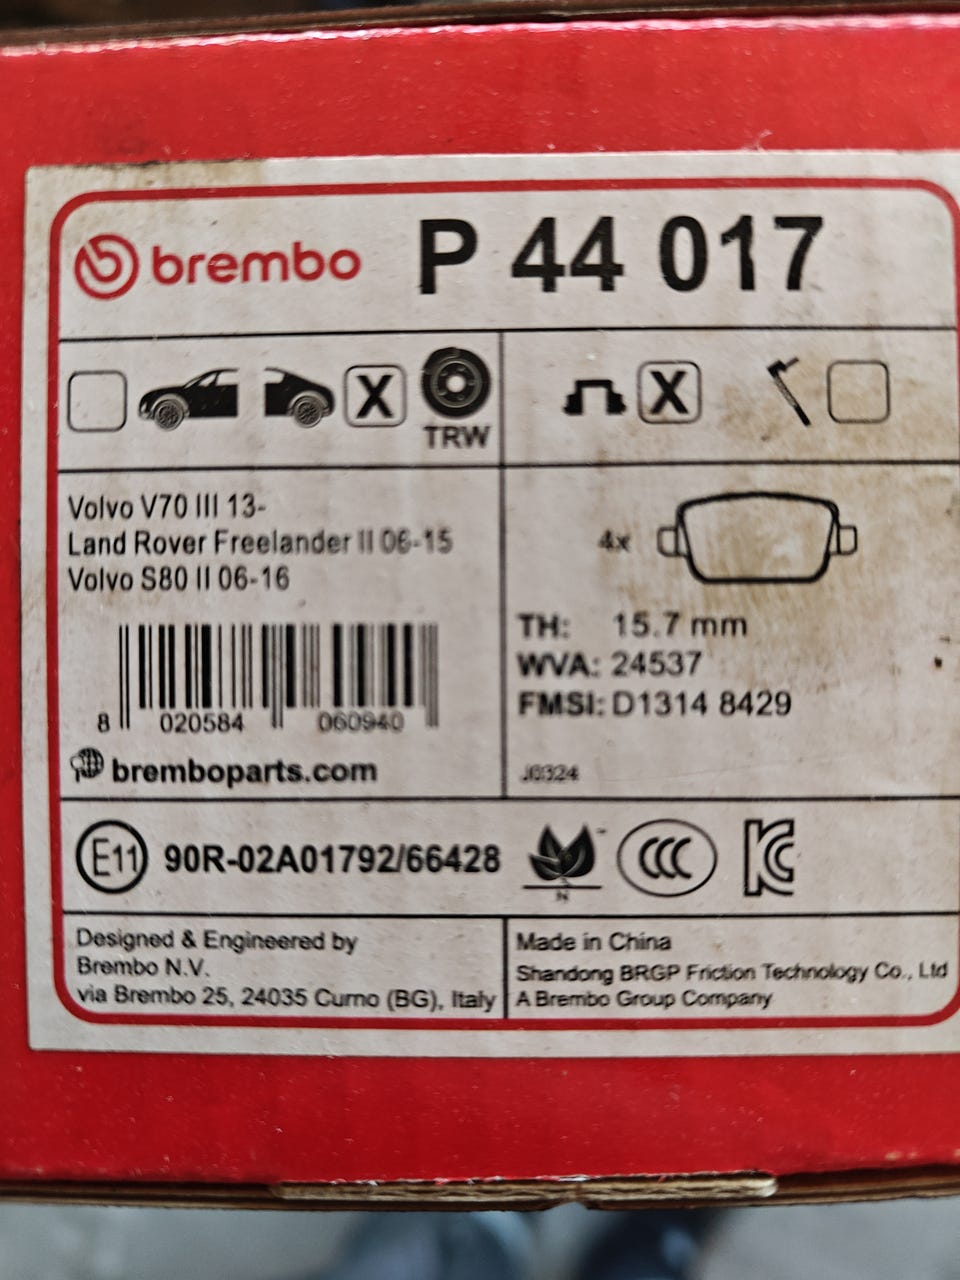 brembo P 44 017
X TRW X
Volvo V70 III 13-
Land Rover Freelander II 06-15
Volvo S80 II 06-16
8 020584 060940
bremboparts.com
4x
TH: 15.7 mm
WVA: 24537
FMSI: D1314 8429
J0324
E11 90R-02A01792/66428 N CCC KC
Designed & Engineered by
Brembo N.V.
via Brembo 25, 24035 Curno (BG), Italy
Made in China
Shandong BRGP Friction Technology Co., Ltd
A Brembo Group Company